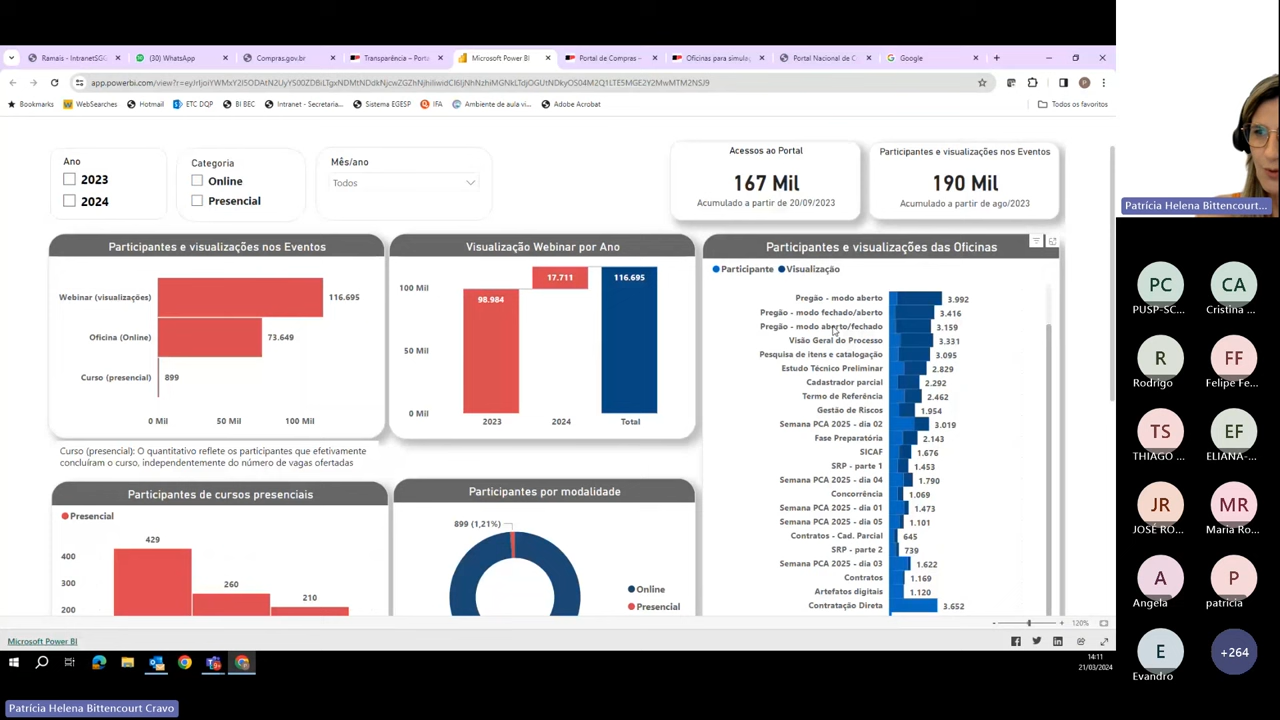 Ramais - IntranetSGG
(30) WhatsApp
Compras.gov.br
Transparência – Porta
Microsoft Power BI
Portal de Compras -
Oficinas para simula
Portal Nacional de C
Google
Bookmarks
WebSearches
Hotmail
ETC DQP
BI BEC
Intranet - Secretaria...
Sistema EGESP
IFA
Ambiente de aula vi...
Adobe Acrobat
Todos os favoritos
Ano
2023
2024
Categoria
Online
Presencial
Mês/ano
Todos
Acessos ao Portal
167 Mil
Acumulado a partir de 20/09/2023
Participantes e visualizações nos Eventos
190 Mil
Acumulado a partir de ago/2023
Participantes e visualizações nos Eventos
Webinar (visualizações)
116.695
Oficina (Online)
73.649
Curso (presencial)
899
0 Mil
50 Mil
100 Mil
Curso (presencial): O quantitativo reflete os participantes que efetivamente
concluíram o curso, independentemente do número de vagas ofertadas
Visualização Webinar por Ano
100 Mil
50 Mil
0 Mil
98.984
17.711
116.695
2023
2024
Total
Participantes e visualizações das Oficinas
Participante
Visualização
Pregão - modo aberto 3.992
Pregão - modo fechado/aberto 3.416
Pregão - modo aberto/fechado 3.159
Visão Geral do Processo 3.331
Pesquisa de itens e catalogação 3.095
Estudo Técnico Preliminar 2.829
Cadastrador parcial 2.292
Termo de Referência 2.462
Gestão de Riscos 1.954
Semana PCA 2025 - dia 02 3.019
Fase Preparatória 2.143
SICAF 1.676
SRP - parte 1 1.453
Semana PCA 2025 - dia 04 1.790
Concorrência 1.069
Semana PCA 2025 - dia 01 1.473
Semana PCA 2025 - dia 05 1.101
Contratos - Cad. Parcial 645
SRP - parte 2 739
Semana PCA 2025 - dia 03 1.622
Contratos 1.169
Artefatos digitais 1.120
Contratação Direta 3.652
Participantes de cursos presenciais
Presencial
400
300
200
429
260
210
Participantes por modalidade
899 (1,21%)
Online
Presencial
120%
Microsoft Power BI
14:11
21/03/2024
Patrícia Helena Bittencourt Cravo
Patrícia Helena Bittencourt...
PC
PUSP-SC...
CA
Cristina ...
R
Rodrigo
FF
Felipe Fe...
TS
THIAGO ...
EF
ELIANA-...
JR
JOSÉ RO...
MR
Maria Ro...
A
Angela
P
patricia
E
Evandro
+264